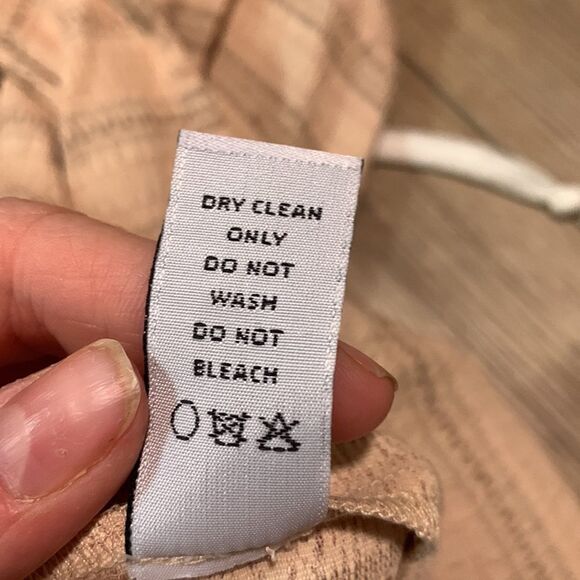 DRY CLEAN
ONLY
DO NOT
WASH
DO NOT
BLEACH